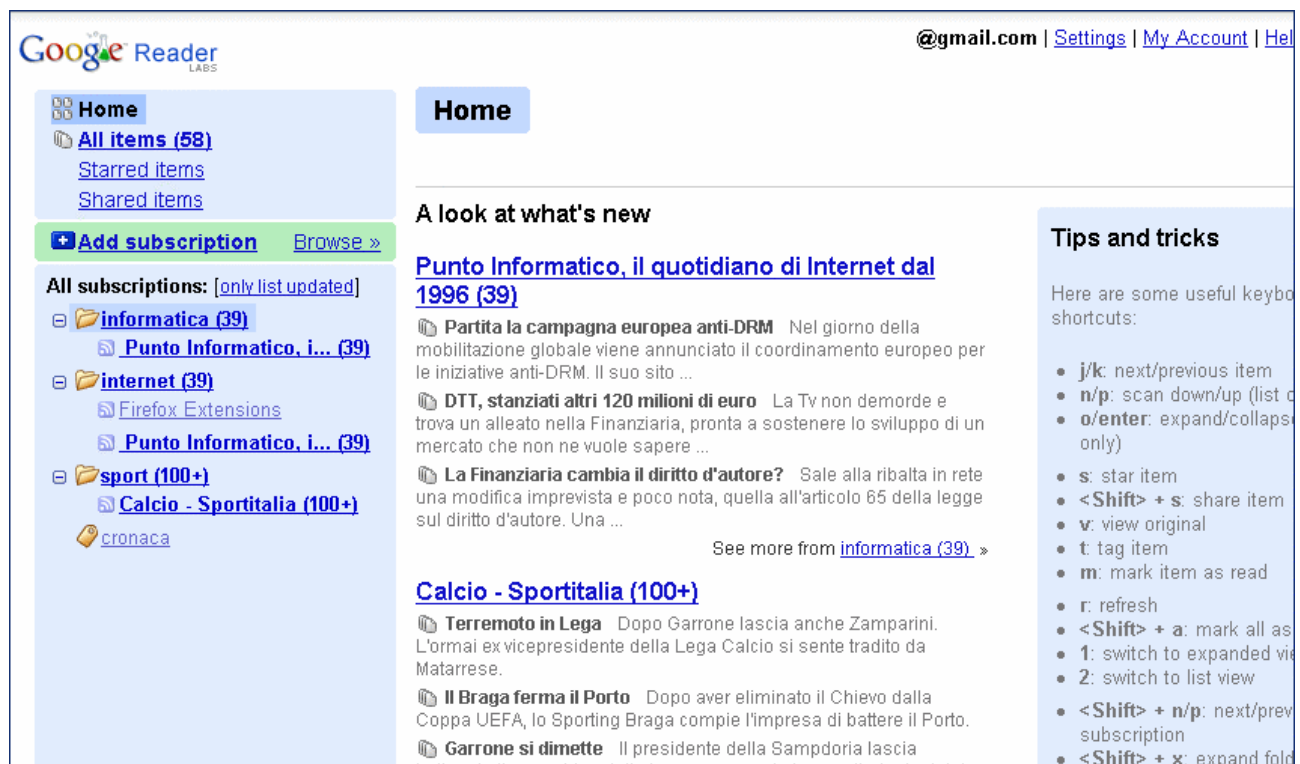 Google Reader
LABS
@gmail.com | Settings | My Account | Hel
Home
All items (58)
Starred items
Shared items
Add subscription Browse »
All subscriptions: [only list updated]
informatica (39)
Punto Informatico, i... (39)
internet (39)
Firefox Extensions
Punto Informatico, i... (39)
sport (100+)
Calcio - Sportitalia (100+)
cronaca
Home
A look at what's new
Punto Informatico, il quotidiano di Internet dal
1996 (39)
Partita la campagna europea anti-DRM Nel giorno della
mobilitazione globale viene annunciato il coordinamento europeo per
le iniziative anti-DRM. Il suo sito ...
DTT, stanziati altri 120 milioni di euro La Tv non demorde e
trova un alleato nella Finanziaria, pronta a sostenere lo sviluppo di un
mercato che non ne vuole sapere ...
La Finanziaria cambia il diritto d'autore? Sale alla ribalta in rete
una modifica imprevista e poco nota, quella all'articolo 65 della legge
sul diritto d'autore. Una ...
See more from informatica (39) »
Calcio - Sportitalia (100+)
Terremoto in Lega Dopo Garrone lascia anche Zamparini.
L'ormai ex vicepresidente della Lega Calcio si sente tradito da
Matarrese.
Il Braga ferma il Porto Dopo aver eliminato il Chievo dalla
Coppa UEFA, lo Sporting Braga compie l'impresa di battere il Porto.
Garrone si dimette Il presidente della Sampdoria lascia
Tips and tricks
Here are some useful keybo
shortcuts:
j/k: next/previous item
n/p: scan down/up (list
o/enter: expand/collaps
only)
s: star item
<Shift> + s: share item
v: view original
t: tag item
m: mark item as read
r: refresh
<Shift> + a: mark all as
1: switch to expanded vie
2: switch to list view
<Shift> + n/p: next/prev
subscription
<Shift> + x: expand fold